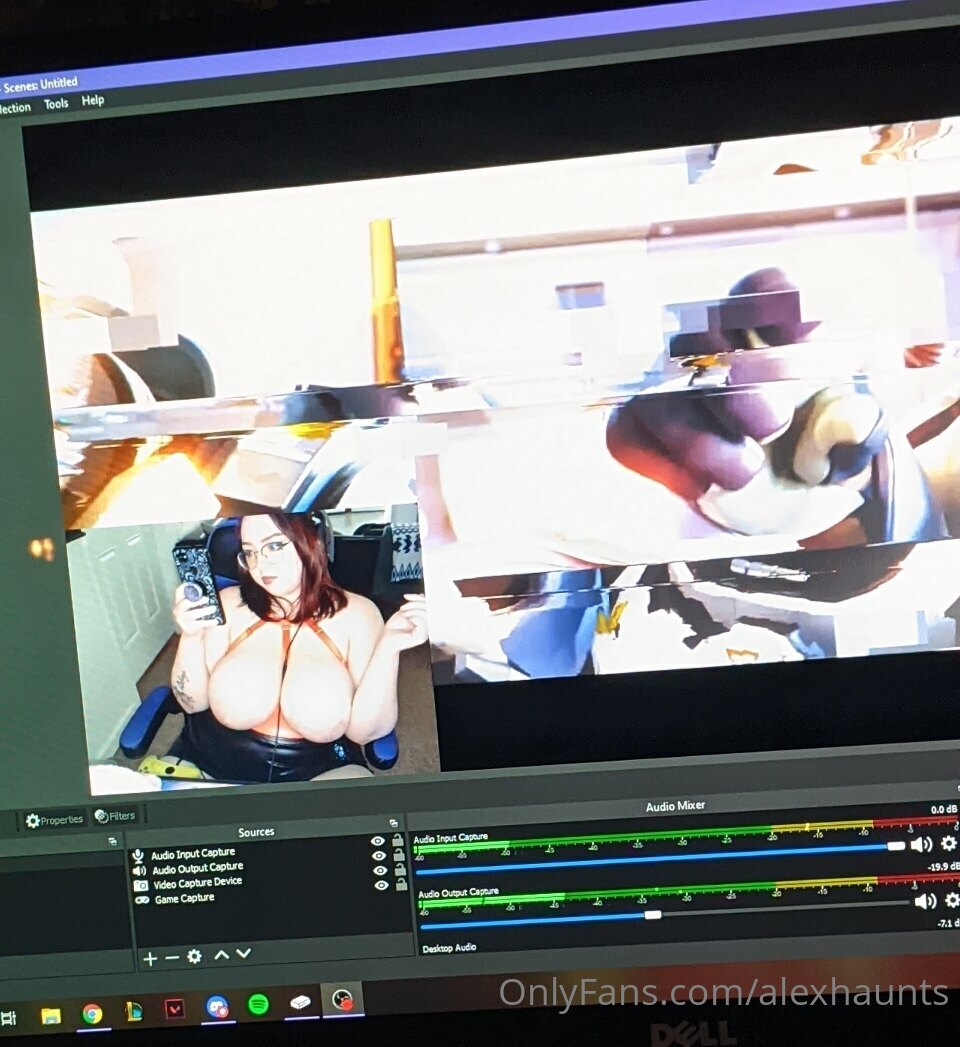 Scenes: Untitled
Tools Help
Properties Filters
Sources
Audio Input Capture
Audio Output Capture
Video Capture Device
Game Capture
Audio Mixer
0.0 dB
Audio Input Capture
-19.9 dB
Audio Output Capture
-7.1 d
Desktop Audio
OnlyFans.com/alexhaunts
DELL